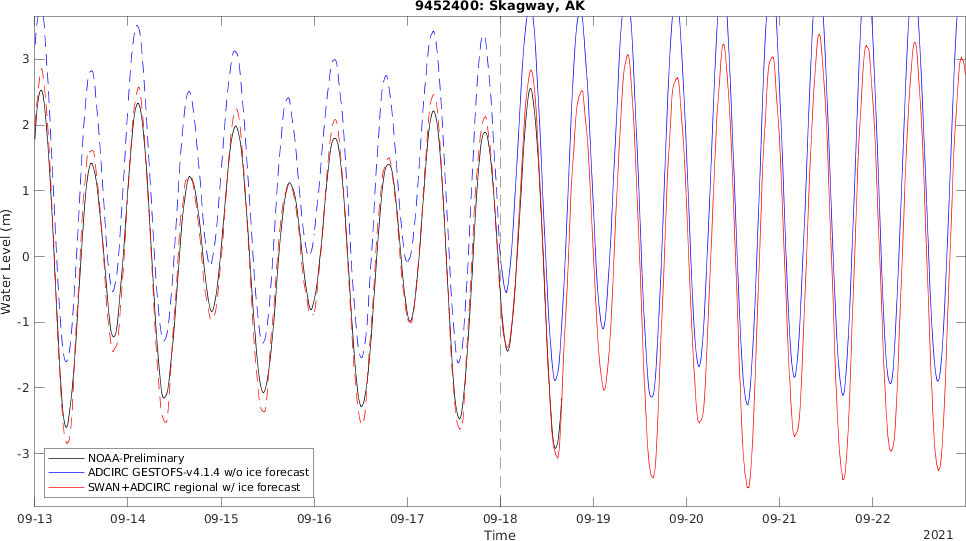 9452400: Skagway, AK
3
2
1
0
-1
-2
-3
Water Level (m)
NOAA-Preliminary
ADCIRC GESTOFS-v4.1.4 w/o ice forecast
SWAN+ADCIRC regional w/ ice forecast
09-13 09-14 09-15 09-16 09-17 09-18 09-19 09-20 09-21 09-22
Time
2021